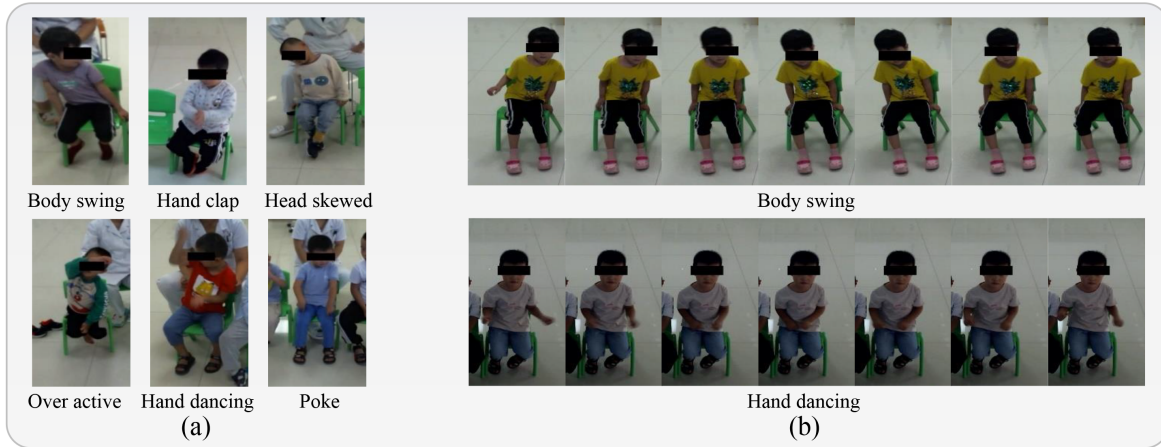 Body swing Hand clap Head skewed
Over active Hand dancing Poke
(a)
Body swing
Hand dancing
(b)